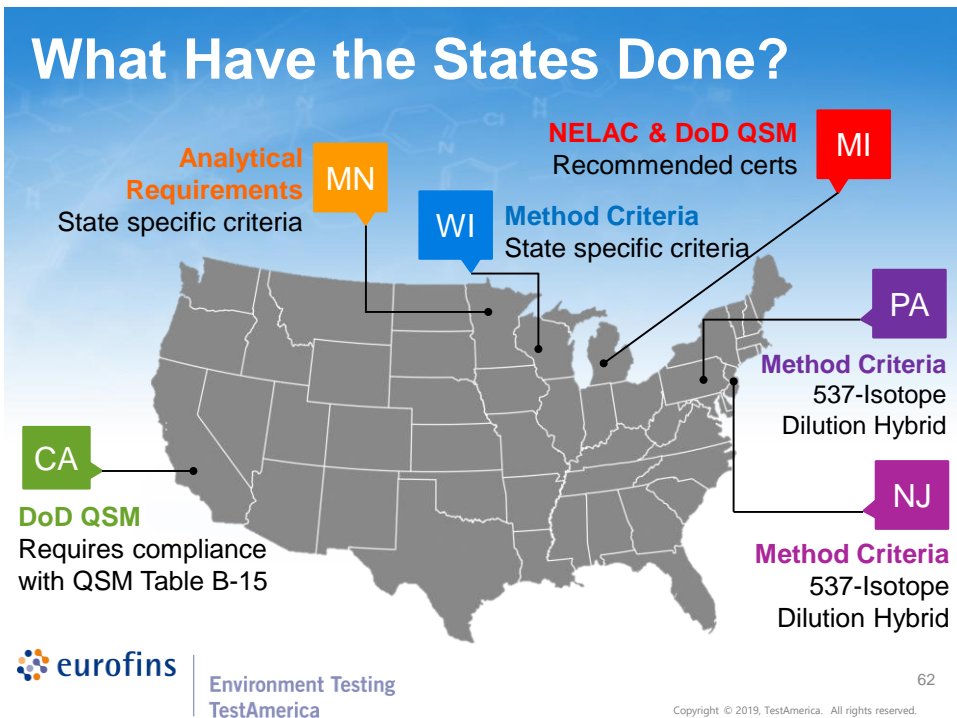 What Have the States Done?
Analytical
Requirements
State specific criteria
MN
WI
Method Criteria
State specific criteria
NELAC & DoD QSM
Recommended certs
MI
PA
Method Criteria
537-Isotope
Dilution Hybrid
CA
DoD QSM
Requires compliance
with QSM Table B-15
NJ
Method Criteria
537-Isotope
Dilution Hybrid
eurofins
Environment Testing
TestAmerica
62
Copyright © 2019, TestAmerica. All rights reserved.